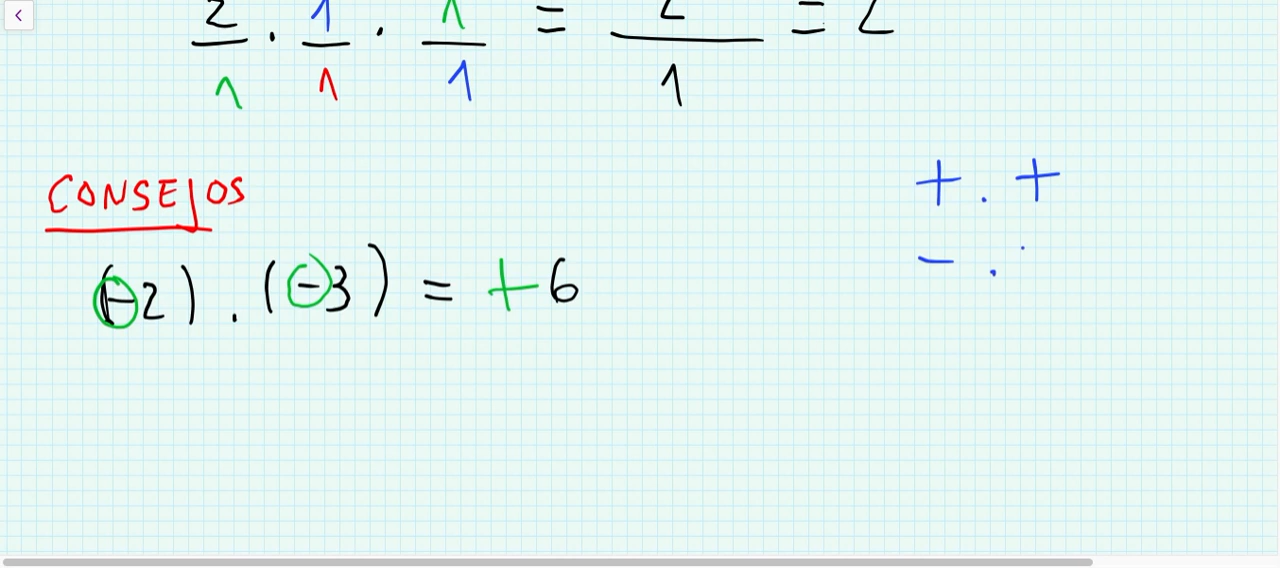 2/1 · 1/1 · 1/1 = 2/1 = 2
CONSEJOS
(-2) . (-3) = +6
+ . +
- .